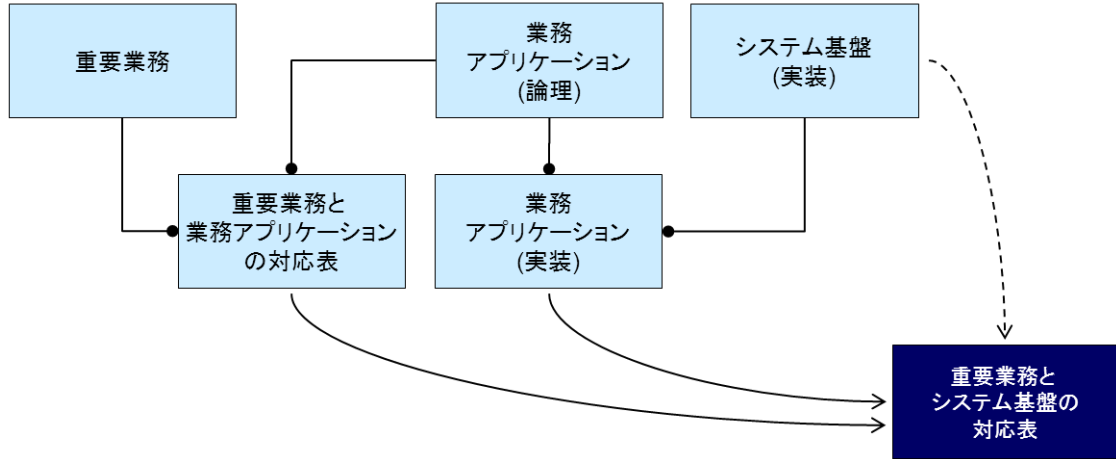 重要業務
業務
アプリケーション
(論理)
システム基盤
(実装)
重要業務と
業務アプリケーション
の対応表
業務
アプリケーション
(実装)
重要業務と
システム基盤の
対応表